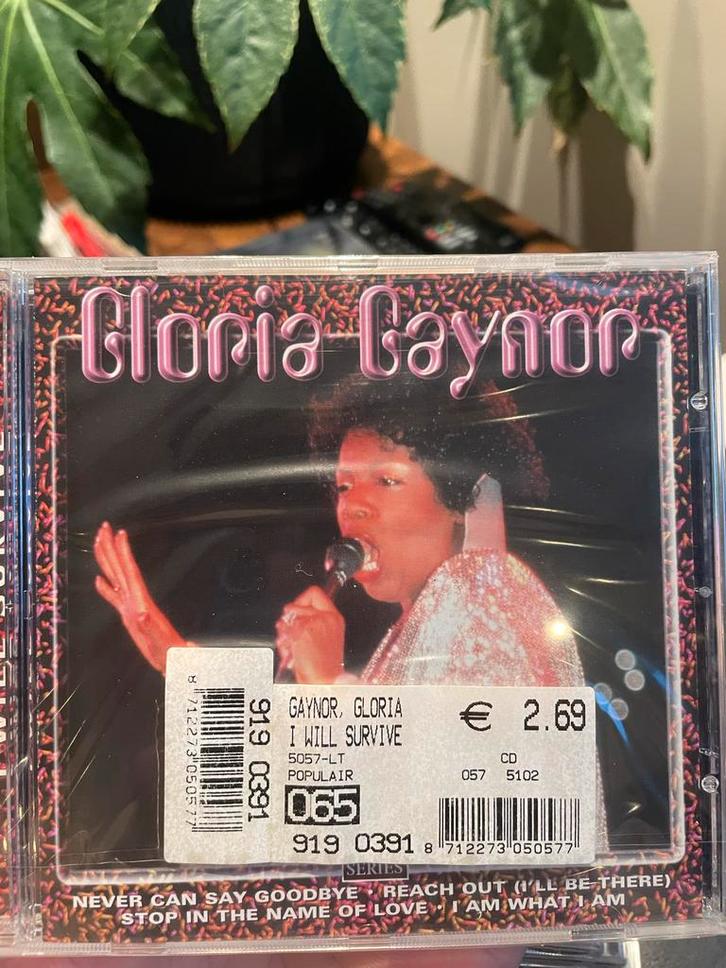 Gloria Gaynor
I WILL SURVIVE
8 712273 050577
919 0391
GAYNOR, GLORIA
€ 2.69
I WILL SURVIVE
5057-LT
CD
POPULAIR
057 5102
065
919 0391
8 712273 050577
SERIES
NEVER CAN SAY GOODBYE · REACH OUT (I'LL BE THERE)
STOP IN THE NAME OF LOVE · I AM WHAT I AM